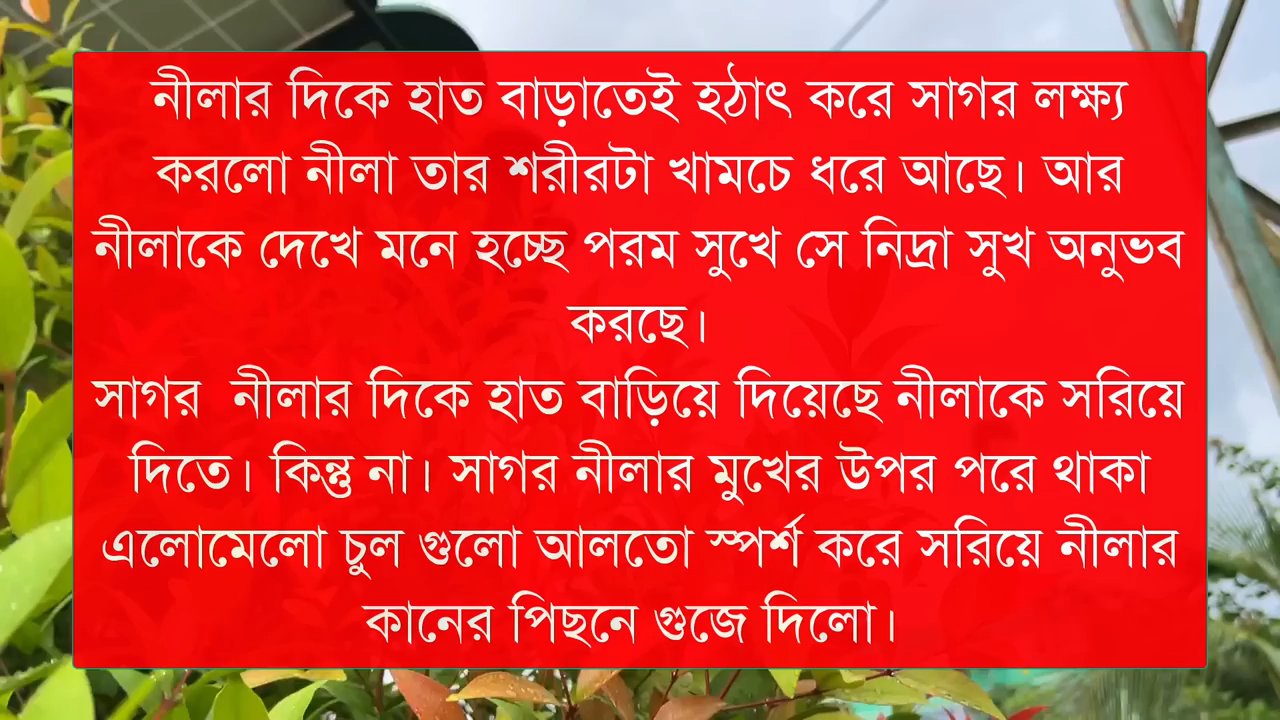 নীলার দিকে হাত বাড়াতেই হঠাৎ করে সাগর লক্ষ্য
করলো নীলা তার শরীরটা খামচে ধরে আছে। আর
নীলাকে দেখে মনে হচ্ছে পরম সুখে সে নিদ্রা সুখ অনুভব
করছে।
সাগর নীলার দিকে হাত বাড়িয়ে দিয়েছে নীলাকে সরিয়ে
দিতে। কিন্তু না। সাগর নীলার মুখের উপর পরে থাকা
এলোমেলো চুল গুলো আলতো স্পর্শ করে সরিয়ে নীলার
কানের পিছনে গুজে দিলো।